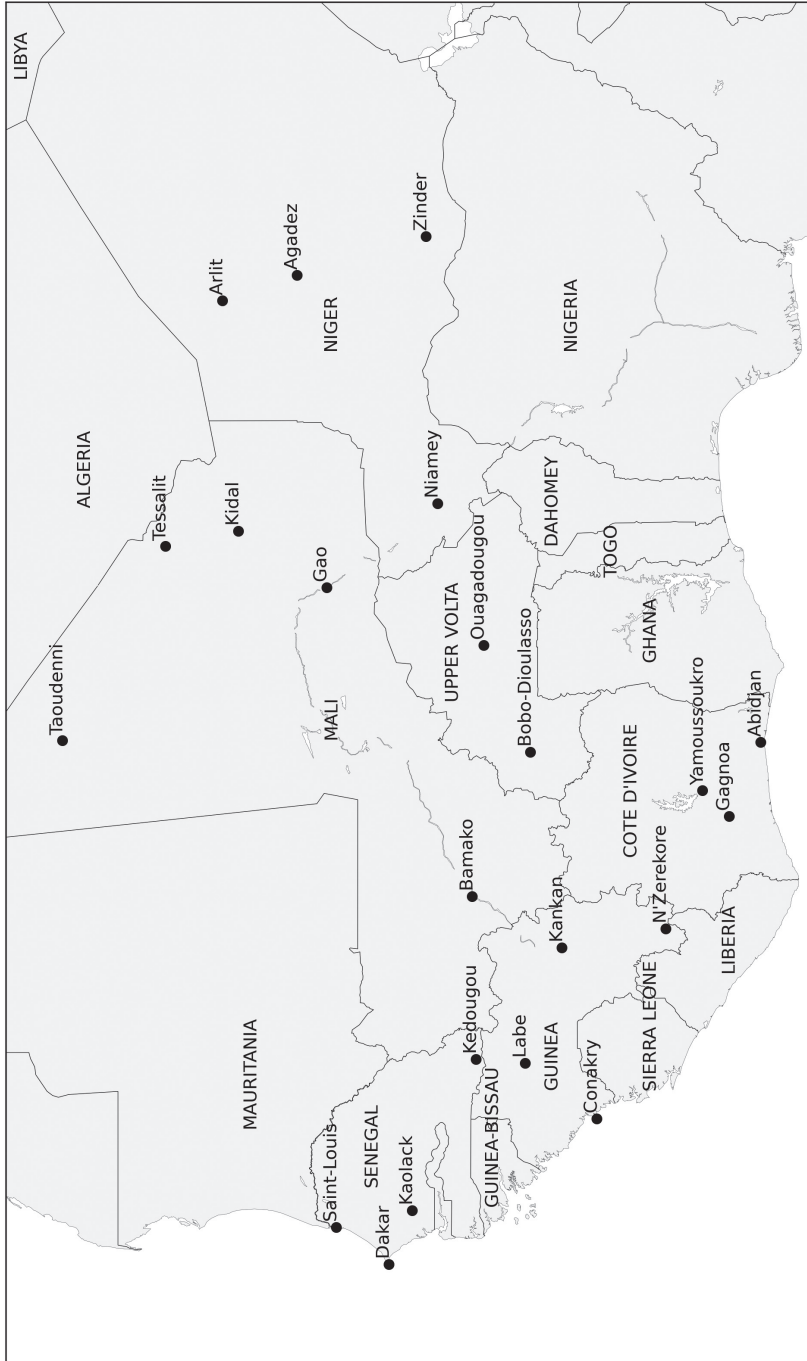 LIBYA
ALGERIA
Taoudenni
Tessalit
Arlit
Kidal
Agadez
MAURITANIA
Gao
MALI
NIGER
Saint-Louis
SENEGAL
Dakar
Kaolack
Zinder
Niamey
UPPER VOLTA
Bamako
Kedougou
Ouagadougou
GUINEA-BISSAU
Labe
Bobo-Dioulasso
DAHOMEY
GUINEA
Kankan
NIGERIA
Conakry
TOGO
COTE D'IVOIRE
GHANA
SIERRA LEONE
N'Zerekore
Yamoussoukro
Gagnoa
LIBERIA
Abidjan